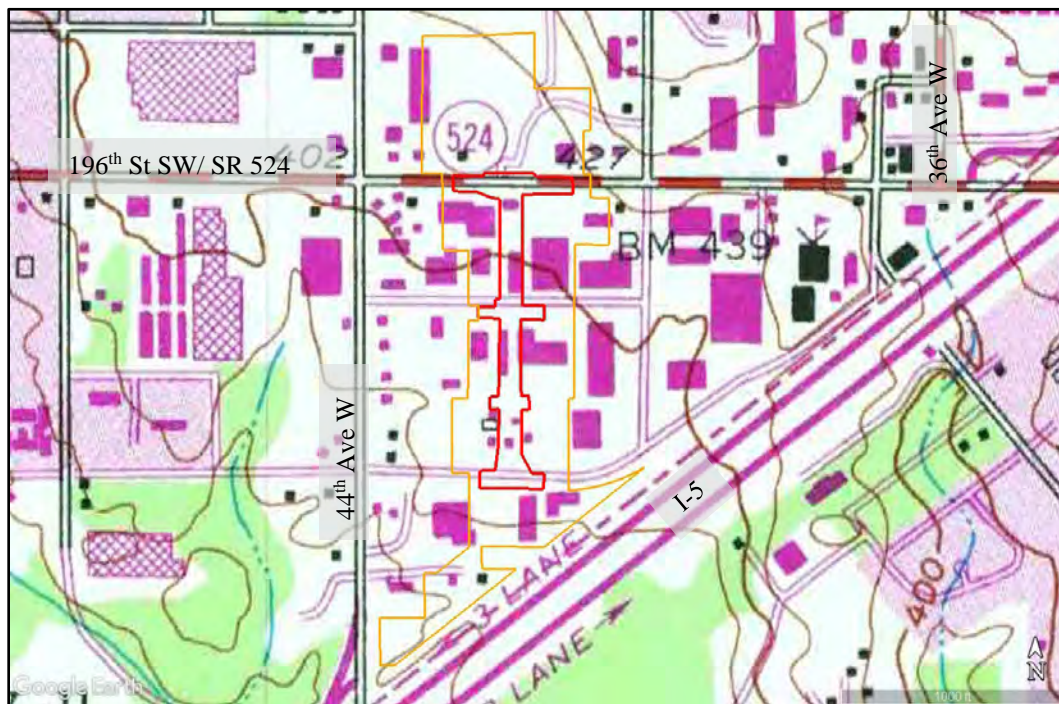 524
196th St SW/ SR 524
402
427
36th Ave W
BM 439
44th Ave W
I-5
3 LANE
LANE
400
N
Google Earth
1000 ft